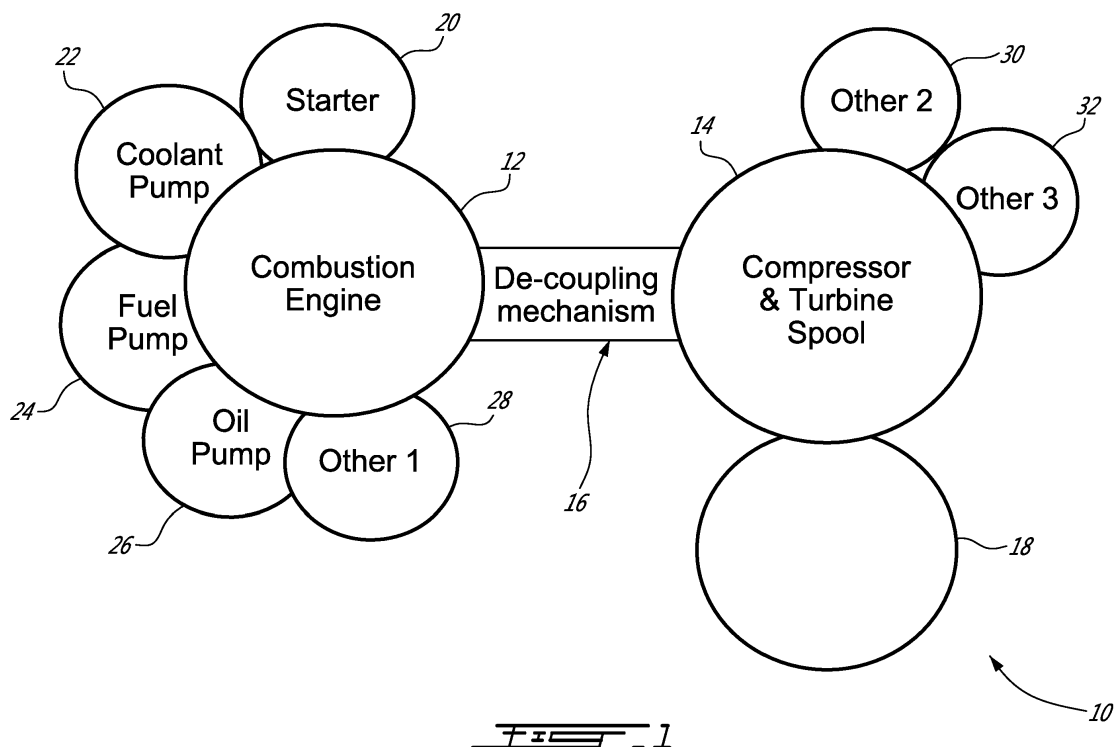 20
22
Starter
Coolant
Pump
12
Combustion
Engine
Fuel
Pump
24
Oil
Pump
26
Other 1
28
De-coupling
mechanism
16
14
Compressor
& Turbine
Spool
Other 2
30
Other 3
32
18
10
Fig. 1